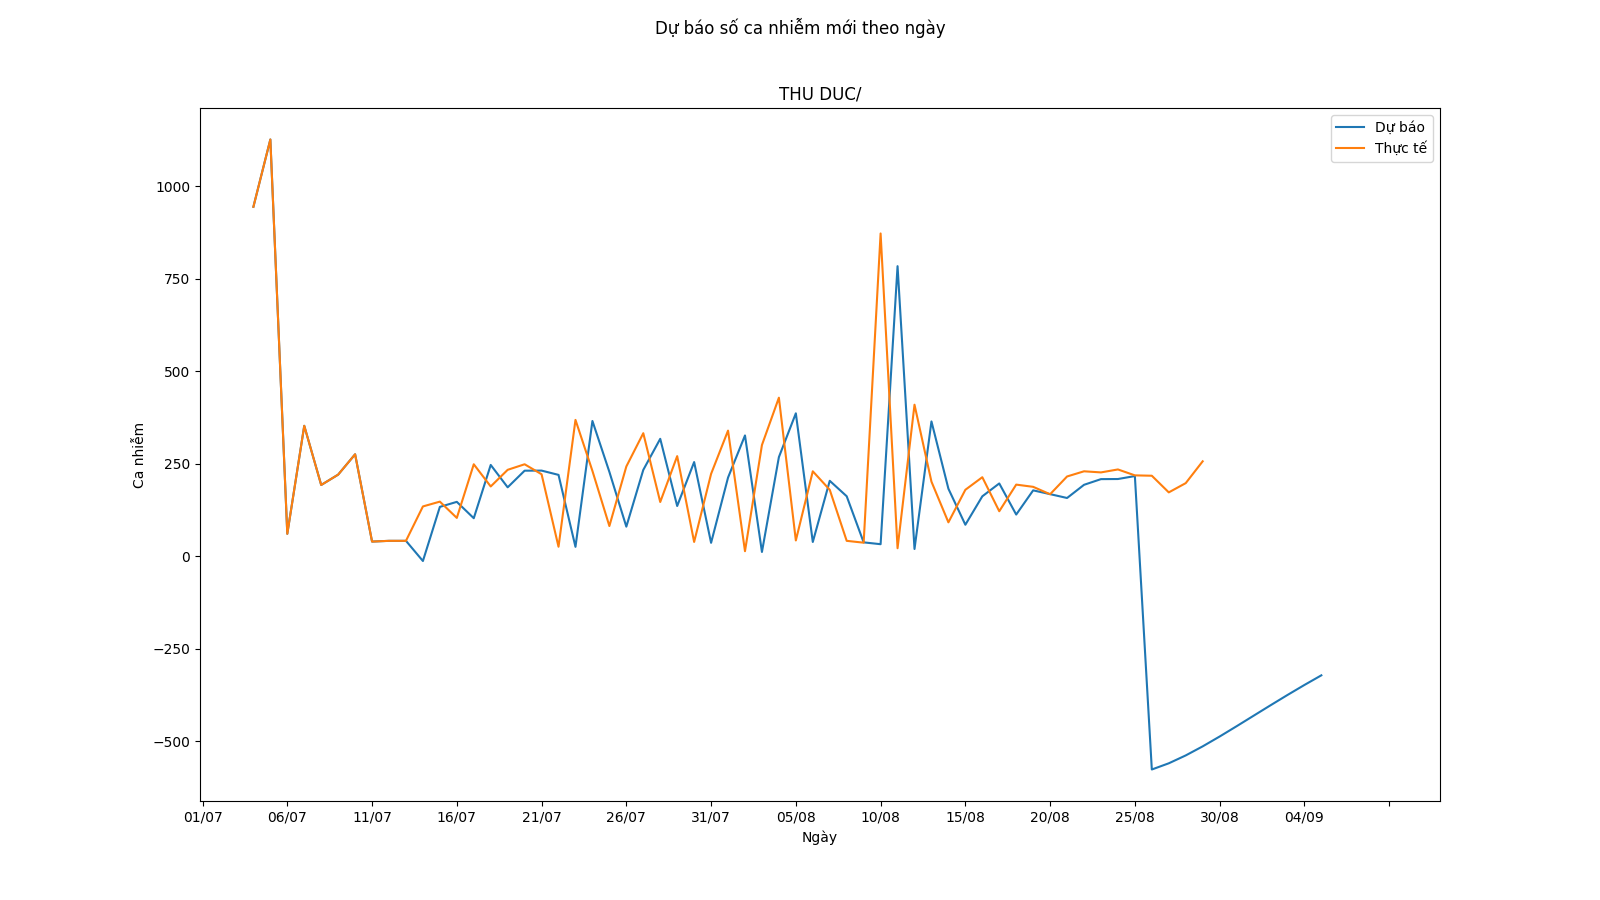 Dự báo số ca nhiễm mới theo ngày
THU DUC/
Dự báo
Thực tế
Ca nhiễm
1000
750
500
250
0
−250
−500
01/07 06/07 11/07 16/07 21/07 26/07 31/07 05/08 10/08 15/08 20/08 25/08 30/08 04/09
Ngày